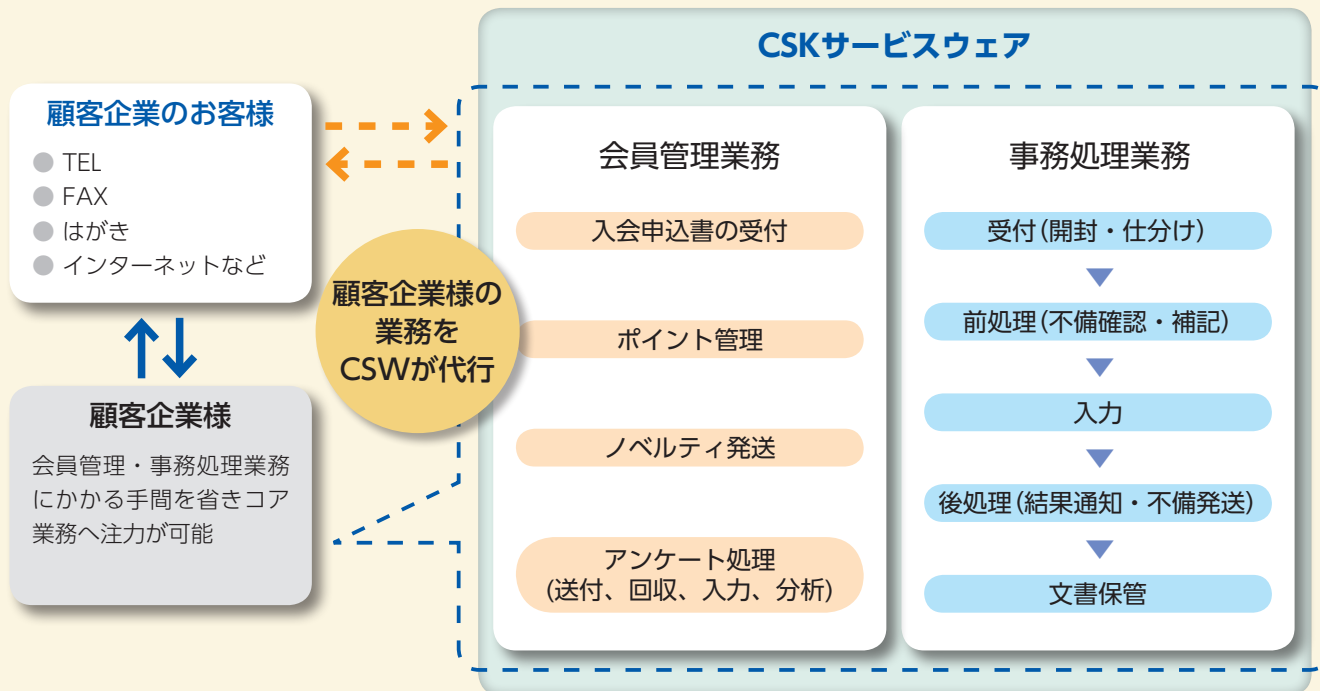 CSKサービスウェア
顧客企業のお客様
● TEL
● FAX
● はがき
● インターネットなど
顧客企業様の
業務を
CSWが代行
顧客企業様
会員管理・事務処理業務
にかかる手間を省きコア
業務へ注力が可能
会員管理業務
入会申込書の受付
ポイント管理
ノベルティ発送
アンケート処理
(送付、回収、入力、分析)
事務処理業務
受付(開封・仕分け)
前処理(不備確認・補記)
入力
後処理(結果通知・不備発送)
文書保管